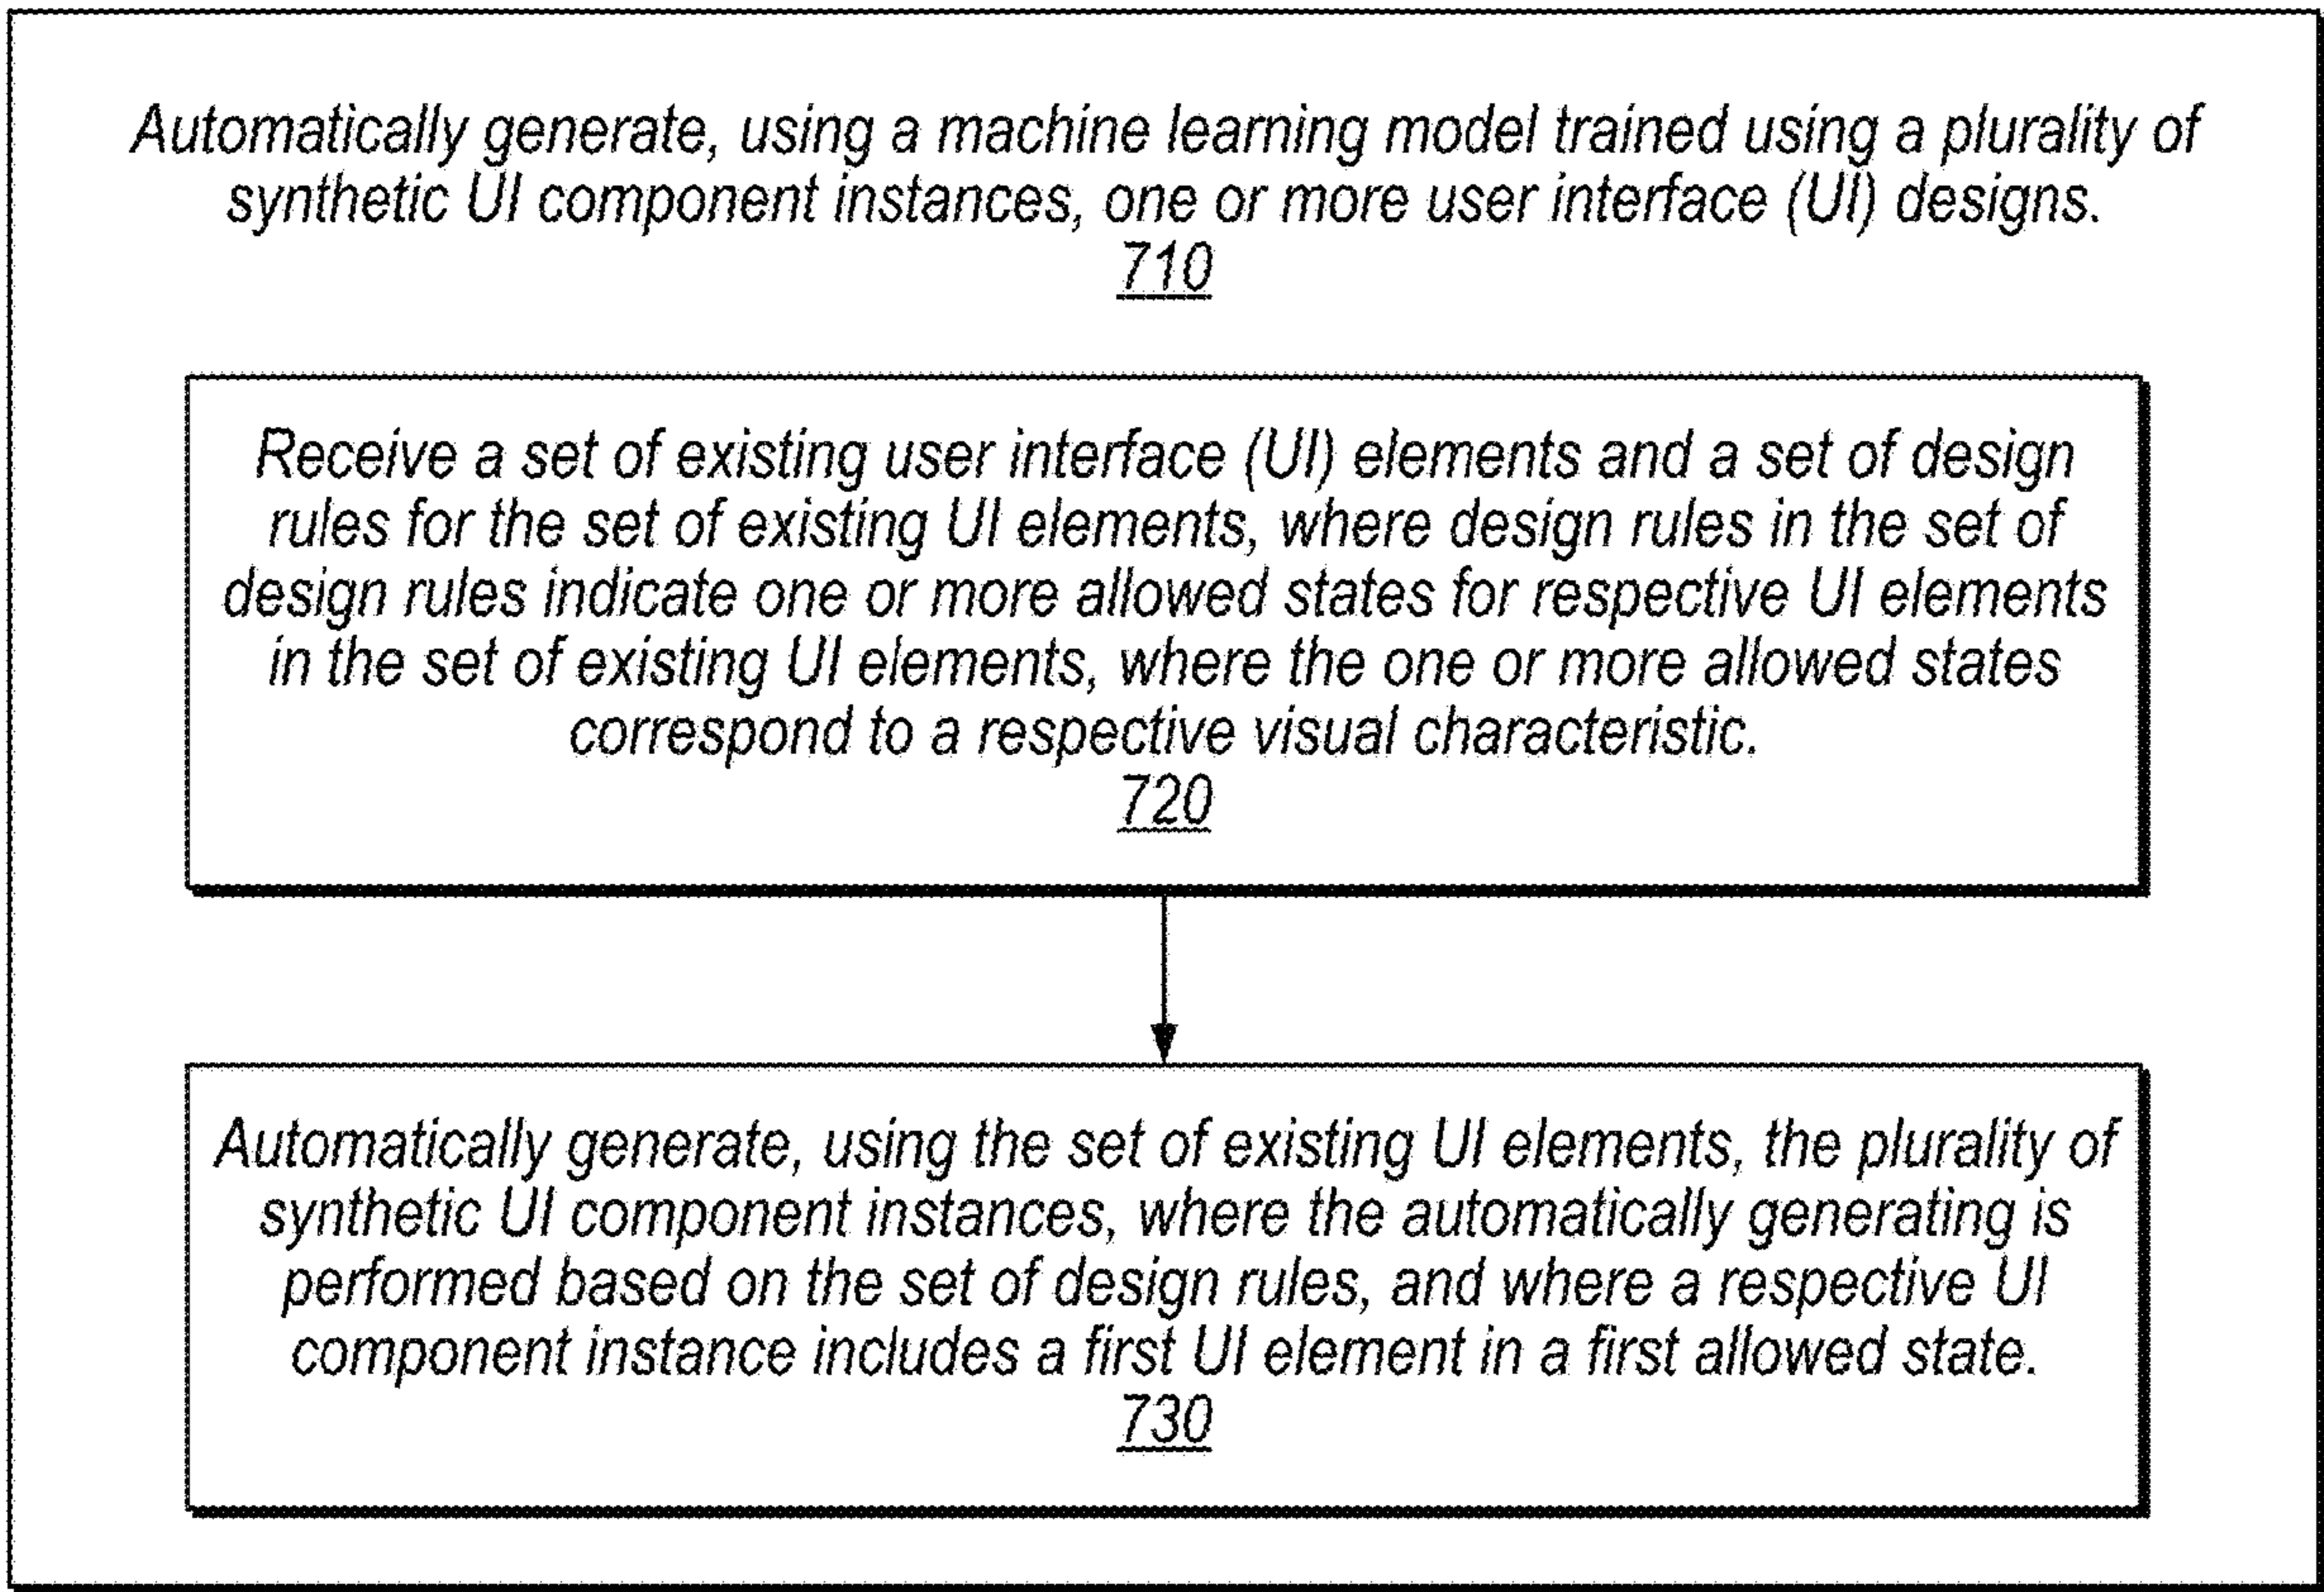 Automatically generate, using a machine learning model trained using a plurality of
synthetic UI component instances, one or more user interface (UI) designs.
710
Receive a set of existing user interface (UI) elements and a set of design
rules for the set of existing UI elements, where design rules in the set of
design rules indicate one or more allowed states for respective UI elements
in the set of existing UI elements, where the one or more allowed states
correspond to a respective visual characteristic.
720
Automatically generate, using the set of existing UI elements, the plurality of
synthetic UI component instances, where the automatically generating is
performed based on the set of design rules, and where a respective UI
component instance includes a first UI element in a first allowed state.
730